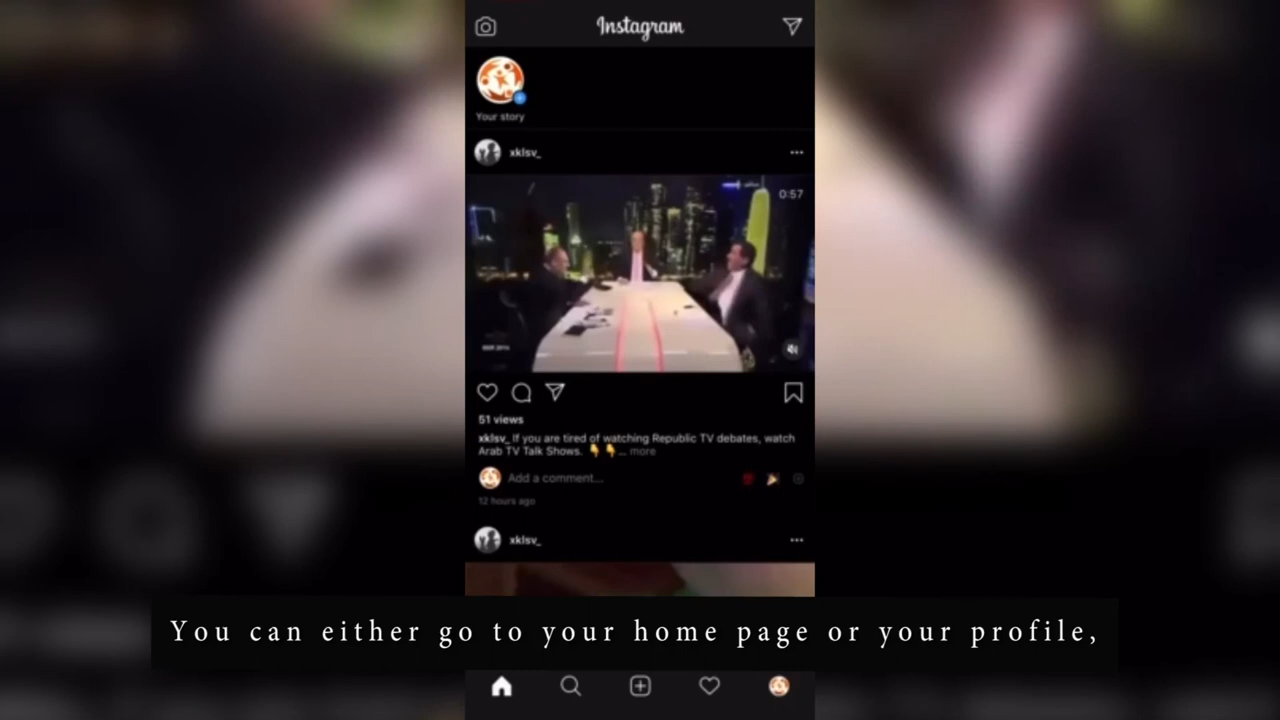 Instagram
Your story
xklsv_
0:57
51 views
xklsv_ If you are tired of watching Republic TV debates, watch
Arab TV Talk Shows. 👇👇... more
Add a comment...
12 hours ago
xklsv_
You can either go to your home page or your profile,